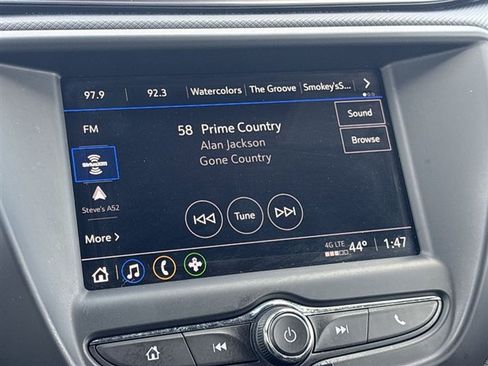 97.9 92.3 Watercolors The Groove Smokey'sS...
FM
58 Prime Country
Sound
Alan Jackson
Browse
Gone Country
SiriusXM
Steve's A52
Tune
More >
4G LTE
44° 1:47